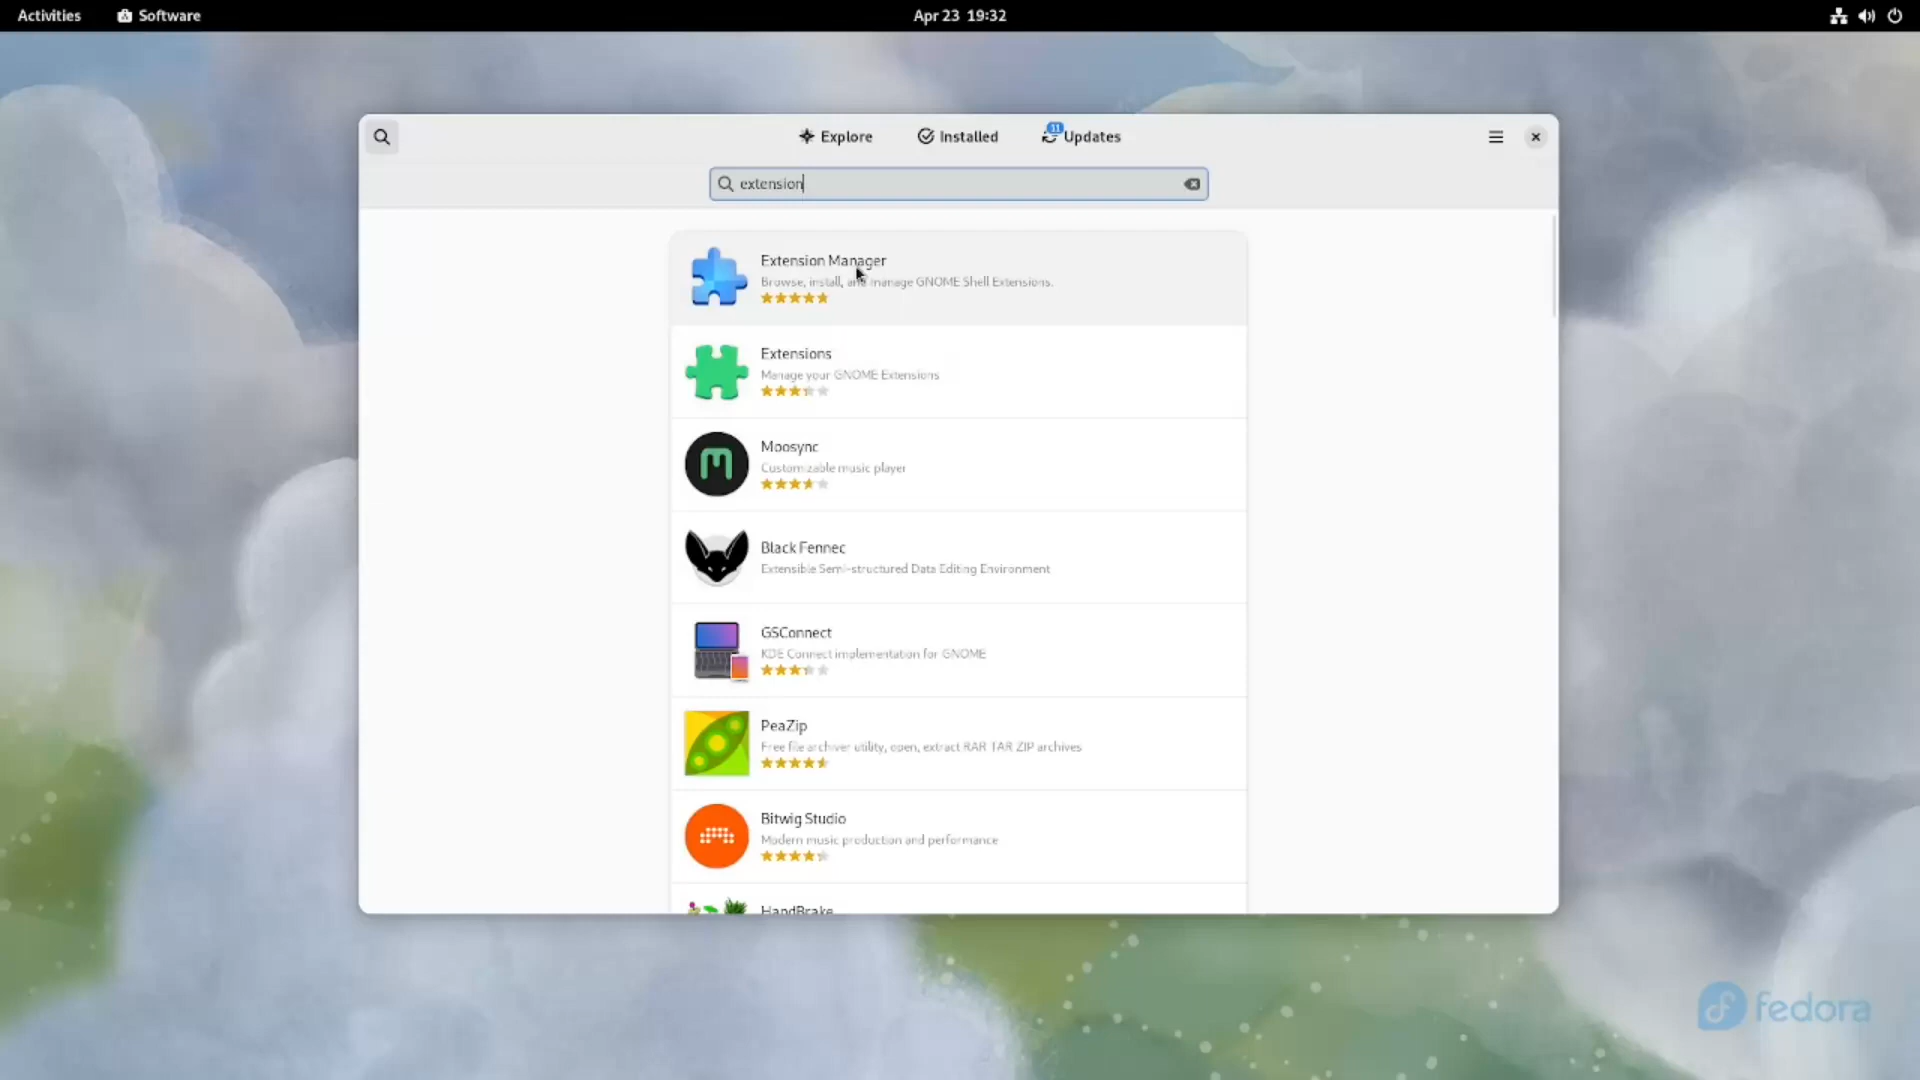 Activities Software Apr 23 19:32
Explore Installed 11 Updates
extension
Extension Manager
Browse, install, and manage GNOME Shell Extensions.
Extensions
Manage your GNOME Extensions
Moosync
Customizable music player
Black Fennec
Extensible Semi-structured Data Editing Environment
GSConnect
KDE Connect implementation for GNOME
PeaZip
Free file archiver utility, open, extract RAR TAR ZIP archives
Bitwig Studio
Modern music production and performance
HandBrake
fedora